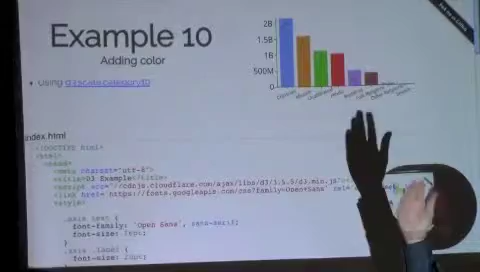 Example 10
Adding color
Using d3.scale.category10
2B
1.5B
1B
500M
0
index.html
<!DOCTYPE html>
<html>
<head>
<meta charset="utf-8">
<title>D3 Example</title>
<script src="//cdnjs.cloudflare.com/ajax/libs/d3/3.5.5/d3.min.js">
<link href='https://fonts.googleapis.com/css?family=Open+Sans' rel=
<style>
.axis text {
font-family: 'Open Sans', sans-serif;
font-size: 16pt;
}
.axis .label {
font-size: 20pt;
}